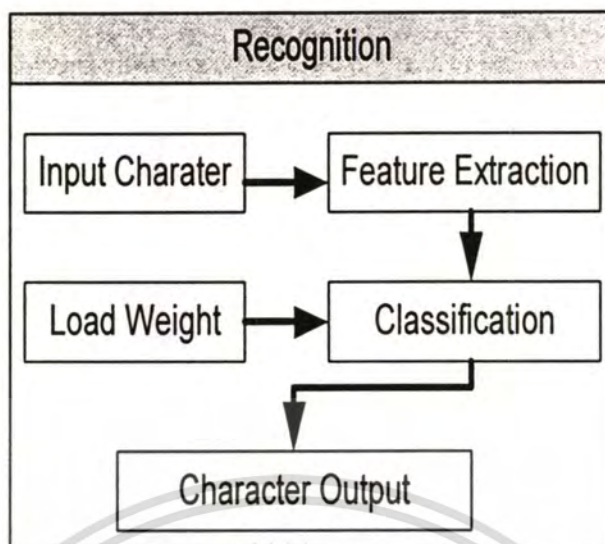 Recognition
Input Charater
Feature Extraction
Load Weight
Classification
Character Output